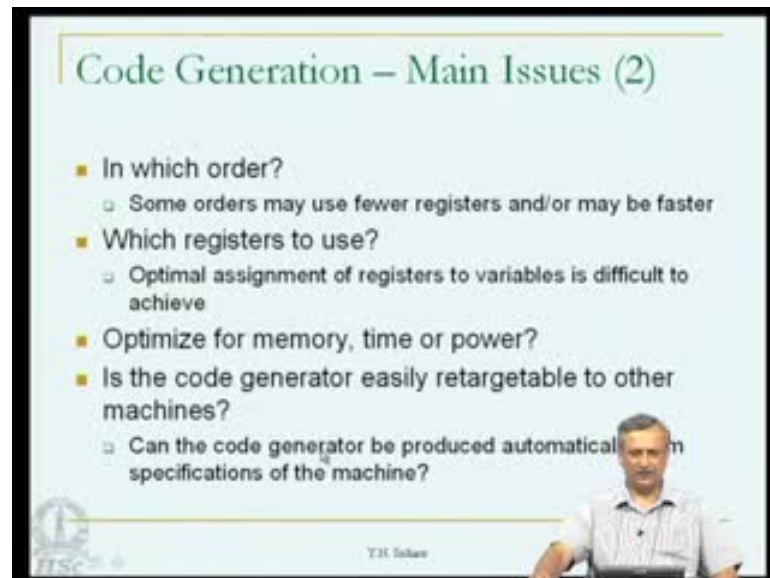 Code Generation – Main Issues (2)
In which order?
Some orders may use fewer registers and/or may be faster
Which registers to use?
Optimal assignment of registers to variables is difficult to
achieve
Optimize for memory, time or power?
Is the code generator easily retargetable to other
machines?
Can the code generator be produced
specifications of the machine?
Y.N.
IISc